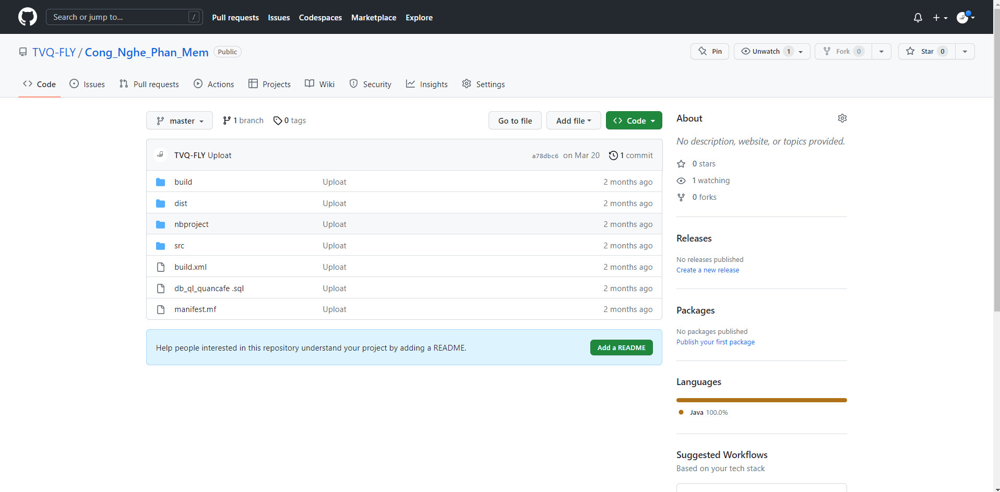 Search or jump to... / Pull requests Issues Codespaces Marketplace Explore
TVQ-FLY / Cong_Nghe_Phan_Mem Public Pin Unwatch 1 Fork 0 Star 0
Code Issues Pull requests Actions Projects Wiki Security Insights Settings
master 1 branch 0 tags Go to file Add file Code
TVQ-FLY Uploat a78dbc6 on Mar 20 1 commit
build Uploat 2 months ago
dist Uploat 2 months ago
nbproject Uploat 2 months ago
src Uploat 2 months ago
build.xml Uploat 2 months ago
db_ql_quancafe .sql Uploat 2 months ago
manifest.mf Uploat 2 months ago
Help people interested in this repository understand your project by adding a README. Add a README
About
No description, website, or topics provided.
0 stars
1 watching
0 forks
Releases
No releases published
Create a new release
Packages
No packages published
Publish your first package
Languages
Java 100.0%
Suggested Workflows
Based on your tech stack